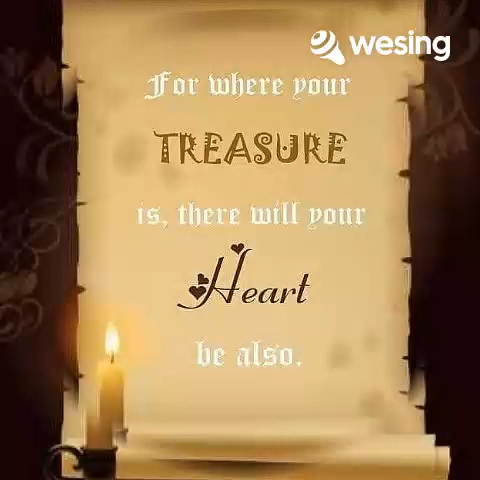 wesing
For where your
TREASURE
is, there will your
Heart
be also.